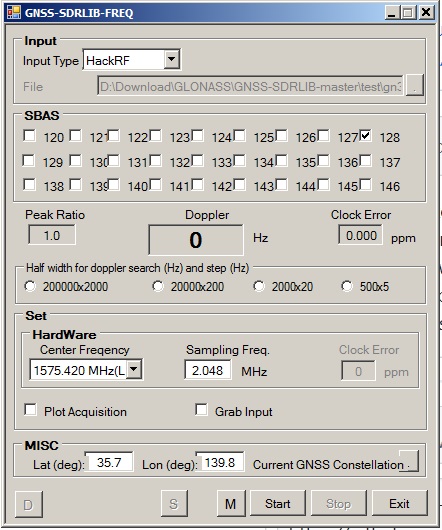 GNSS-SDRLIB-FREQ
Input
Input Type HackRF
File D:\Download\GLONASS\GNSS-SDRLIB-master\test\gn3 .
SBAS
120 121 122 123 124 125 126 127 128
129 130 131 132 133 134 135 136 137
138 139 140 141 142 143 144 145 146
Peak Ratio Doppler Clock Error
1.0 0 Hz 0.000 ppm
Half width for doppler search (Hz) and step (Hz)
200000x2000 20000x200 2000x20 500x5
Set
HardWare
Center Freqency Sampling Freq. Clock Error
1575.420 MHz(L 2.048 MHz 0 ppm
Plot Acquisition Grab Input
MISC
Lat (deg): 35.7 Lon (deg): 139.8 Current GNSS Constellation .
D S M Start Stop Exit